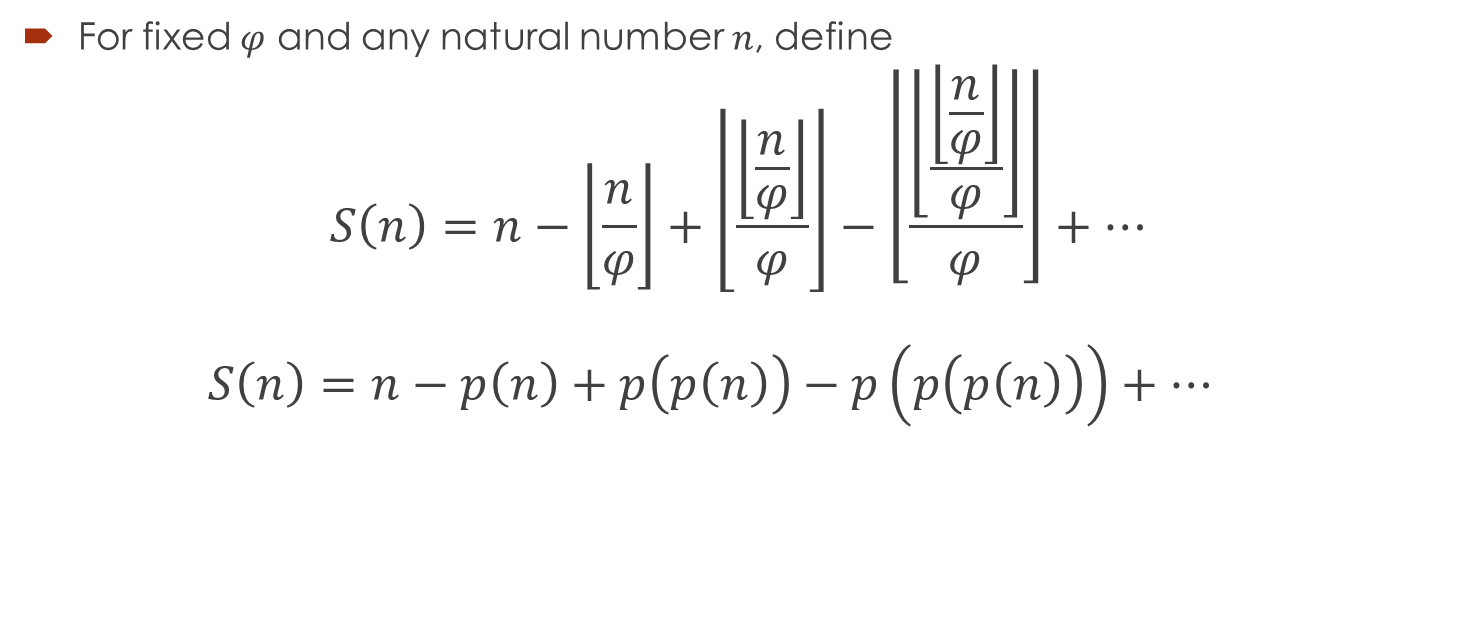 For fixed φ and any natural number n, define
S(n) = n − ⌊n/φ⌋ + ⌊⌊n/φ⌋/φ⌋ − ⌊⌊⌊n/φ⌋/φ⌋/φ⌋ + ⋯
S(n) = n − p(n) + p(p(n)) − p(p(p(n))) + ⋯